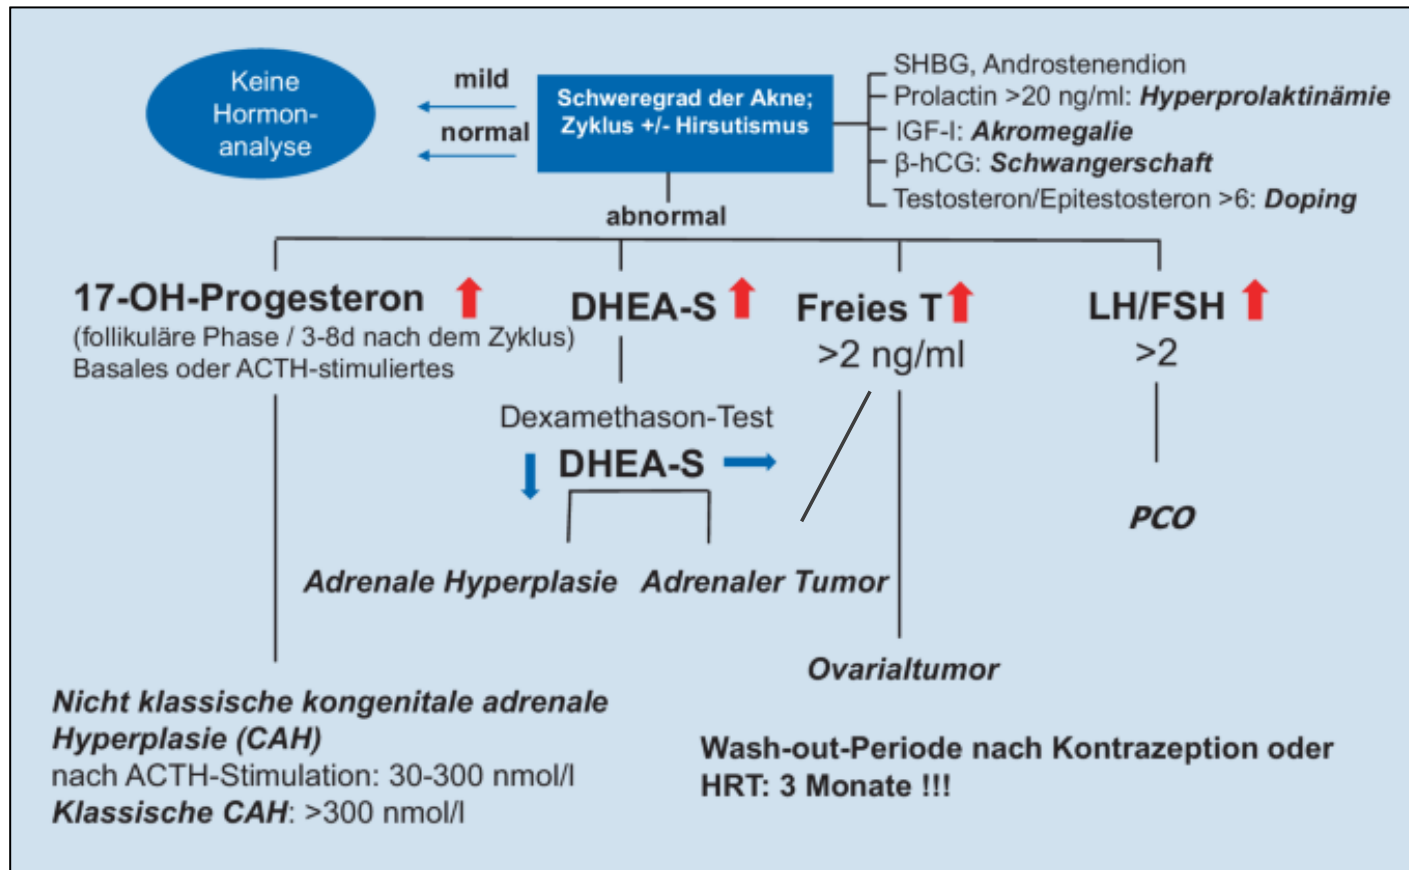 Keine
Hormon-
analyse
mild
normal
Schweregrad der Akne;
Zyklus +/- Hirsutismus
SHBG, Androstenendion
Prolactin >20 ng/ml: Hyperprolaktinämie
IGF-I: Akromegalie
β-hCG: Schwangerschaft
Testosteron/Epitestosteron >6: Doping
abnormal
17-OH-Progesteron
(follikuläre Phase / 3-8d nach dem Zyklus)
Basales oder ACTH-stimuliertes
DHEA-S
Freies T
>2 ng/ml
LH/FSH
>2
Dexamethason-Test
DHEA-S
PCO
Adrenale Hyperplasie
Adrenaler Tumor
Ovarialtumor
Nicht klassische kongenitale adrenale
Hyperplasie (CAH)
nach ACTH-Stimulation: 30-300 nmol/l
Klassische CAH: >300 nmol/l
Wash-out-Periode nach Kontrazeption oder
HRT: 3 Monate !!!